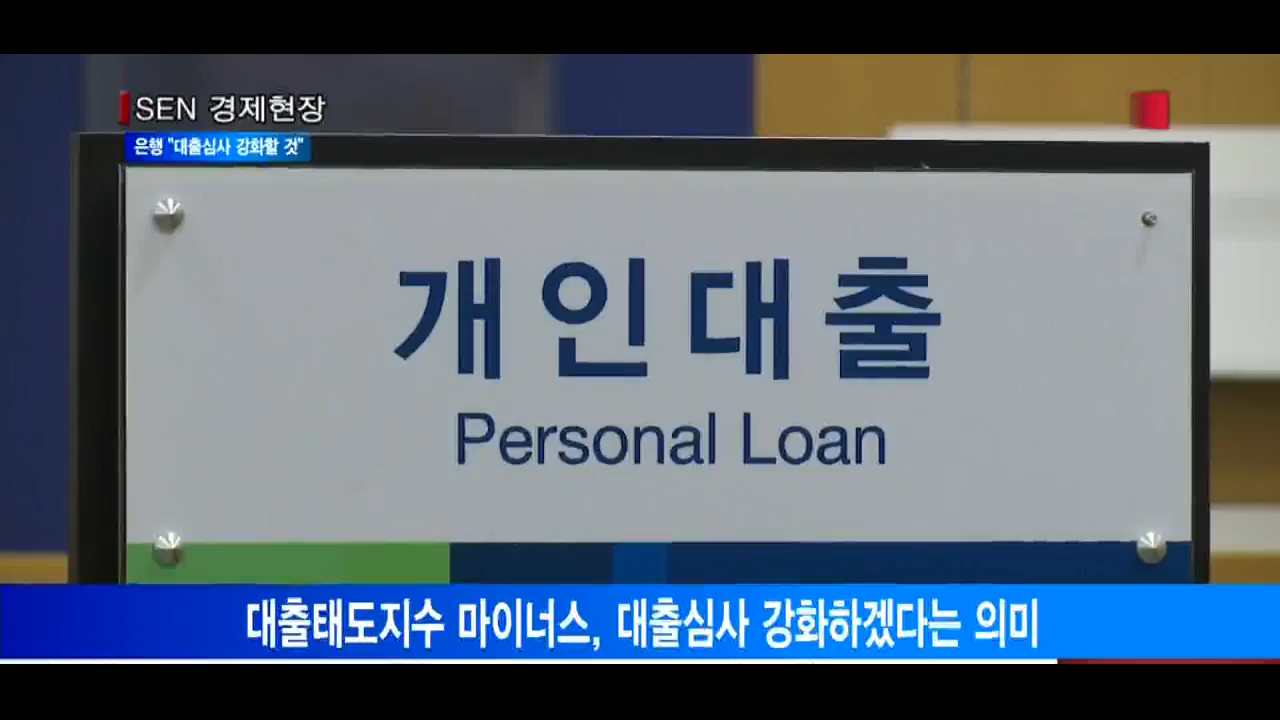 SEN 경제현장
은행 "대출심사 강화할 것"
개인대출
Personal Loan
대출태도지수 마이너스, 대출심사 강화하겠다는 의미